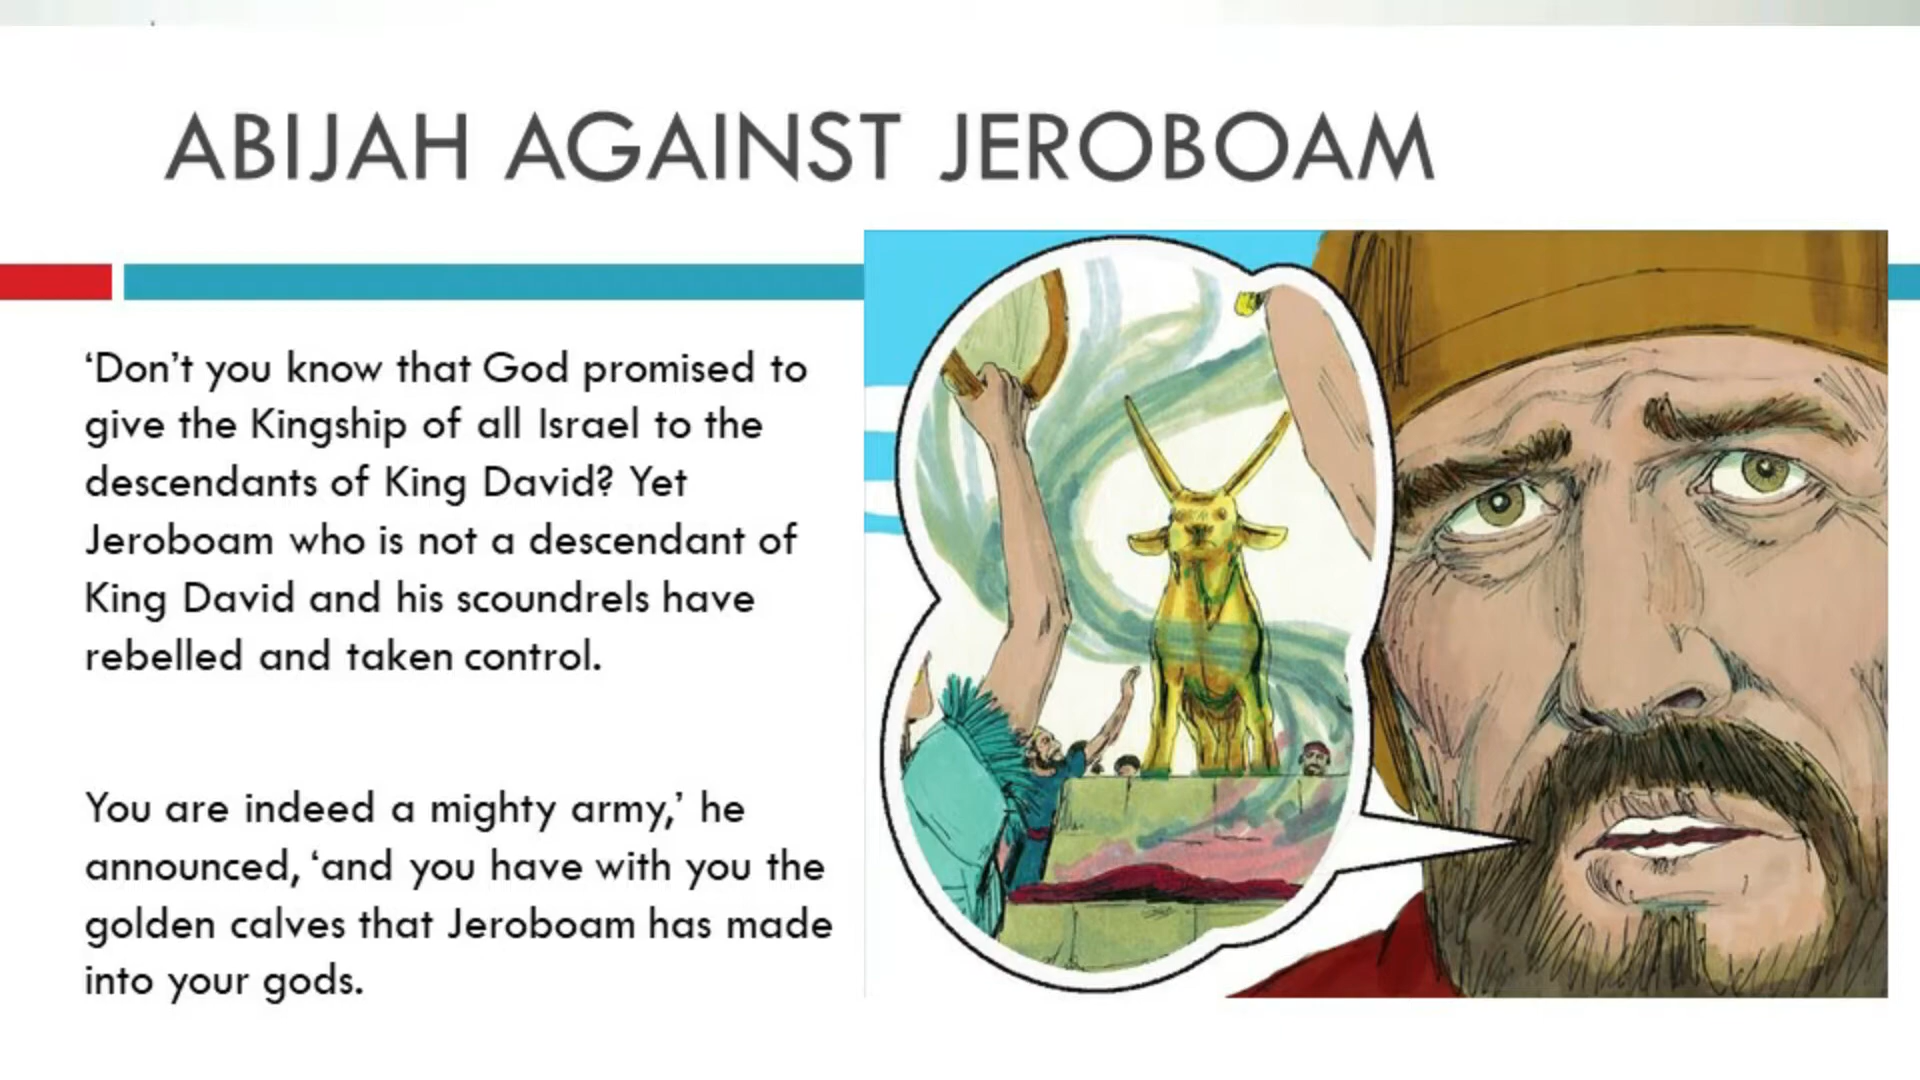 ABIJAH AGAINST JEROBOAM
‘Don’t you know that God promised to
give the Kingship of all Israel to the
descendants of King David? Yet
Jeroboam who is not a descendant of
King David and his scoundrels have
rebelled and taken control.
You are indeed a mighty army,’ he
announced, ‘and you have with you the
golden calves that Jeroboam has made
into your gods.